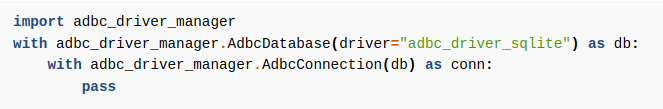 import adbc_driver_manager
with adbc_driver_manager.AdbcDatabase(driver="adbc_driver_sqlite") as db:
    with adbc_driver_manager.AdbcConnection(db) as conn:
        pass